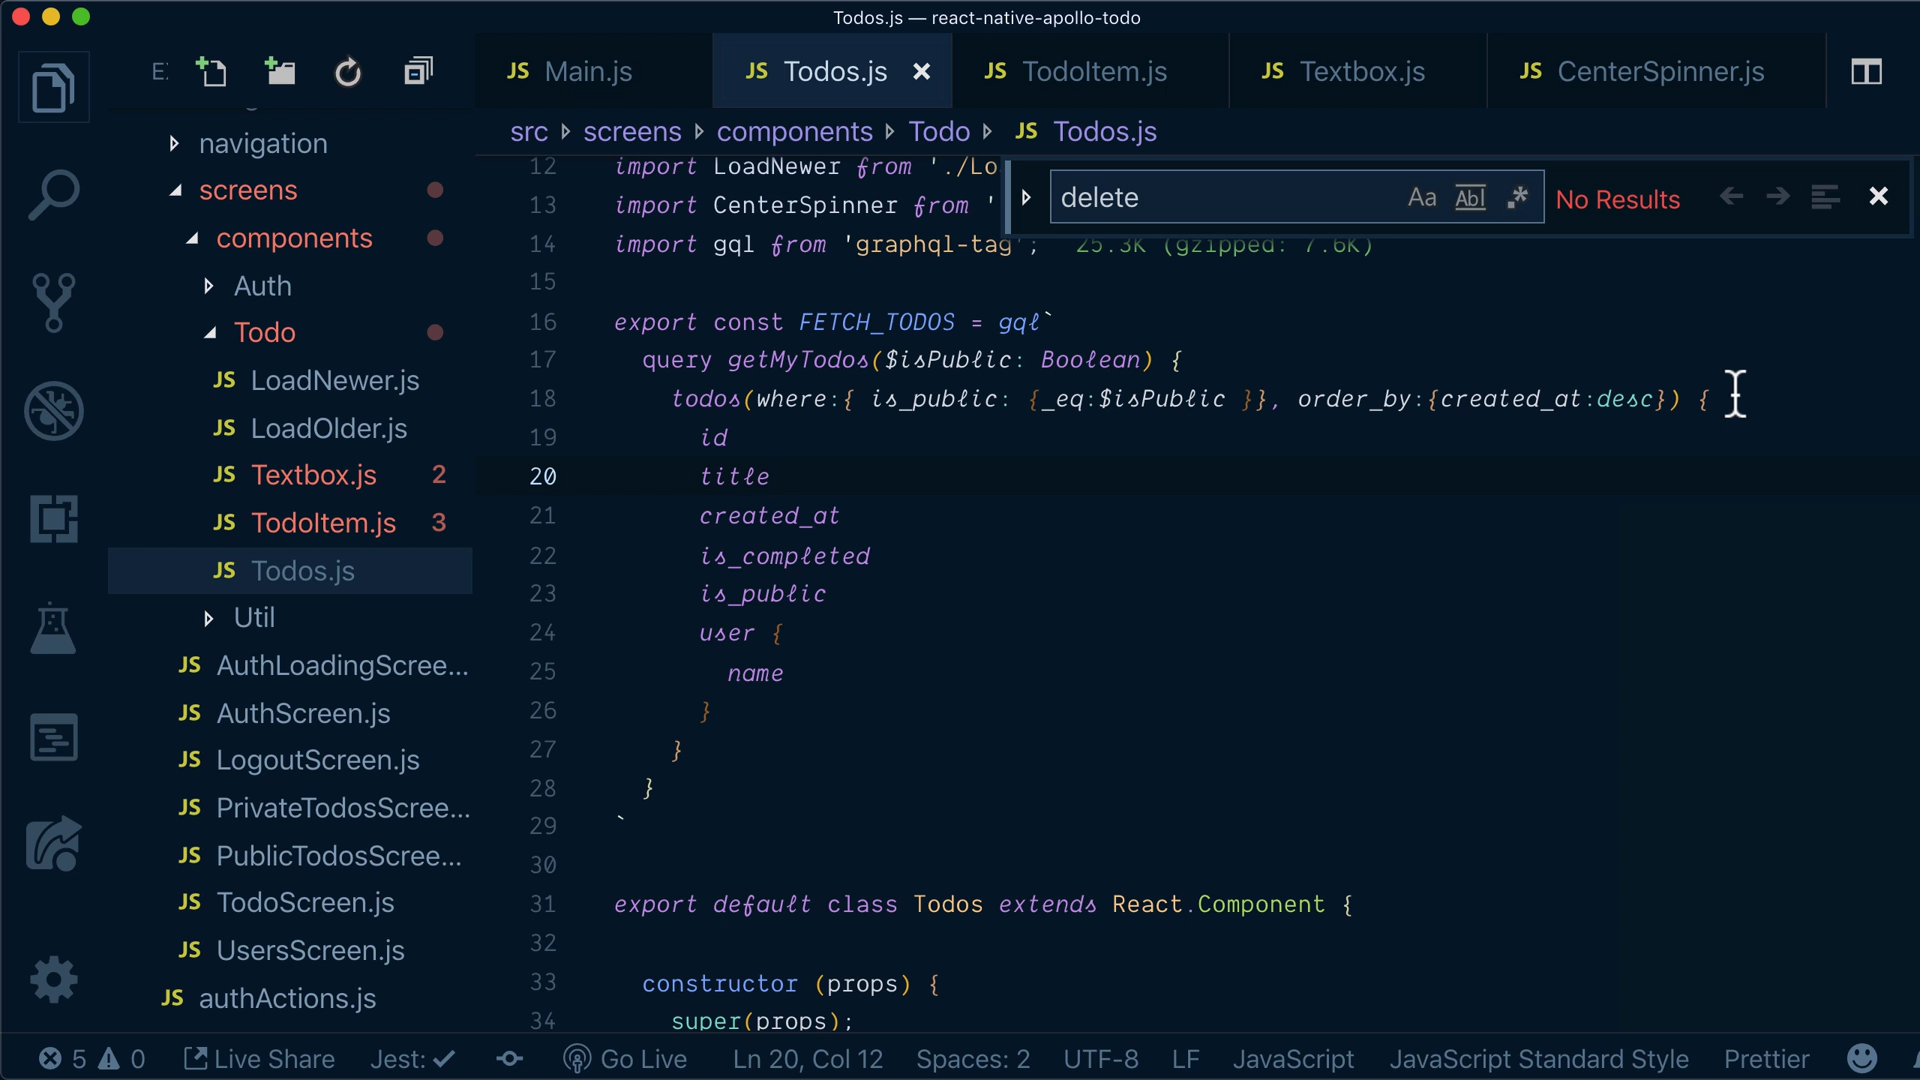 Todos.js — react-native-apollo-todo
E:
JS Main.js
JS Todos.js
JS TodoItem.js
JS Textbox.js
JS CenterSpinner.js
src screens components Todo JS Todos.js
navigation
screens
components
Auth
Todo
JS LoadNewer.js
JS LoadOlder.js
JS Textbox.js 2
JS TodoItem.js 3
JS Todos.js
Util
JS AuthLoadingScree...
JS AuthScreen.js
JS LogoutScreen.js
JS PrivateTodosScree...
JS PublicTodosScree...
JS TodoScreen.js
JS UsersScreen.js
JS authActions.js
delete Aa Abl .* No Results
12 import LoadNewer from './Lo
13 import CenterSpinner from '
14 import gql from 'graphql-tag'; 25.3K (gzipped: 7.6K)
15
16 export const FETCH_TODOS = gql`
17 query getMyTodos($isPublic: Boolean) {
18 todos(where:{ is_public: {_eq:$isPublic }}, order_by:{created_at:desc}) {
19 id
20 title
21 created_at
22 is_completed
23 is_public
24 user {
25 name
26 }
27 }
28 }
29 `
30
31 export default class Todos extends React.Component {
32
33 constructor (props) {
34 super(props);
5 0 Live Share Jest: Go Live Ln 20, Col 12 Spaces: 2 UTF-8 LF JavaScript JavaScript Standard Style Prettier